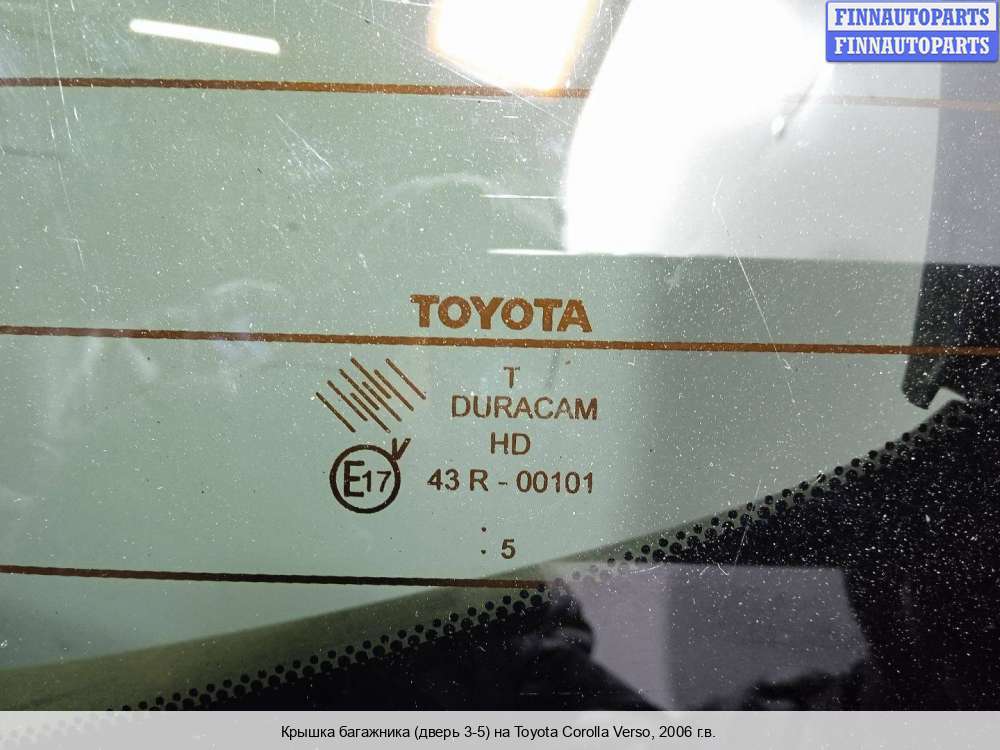 FINNAUTOPARTS
FINNAUTOPARTS
TOYOTA
T
DURACAM
HD
E17
43 R - 00101
: 5
Крышка багажника (дверь 3-5) на Toyota Corolla Verso, 2006 г.в.